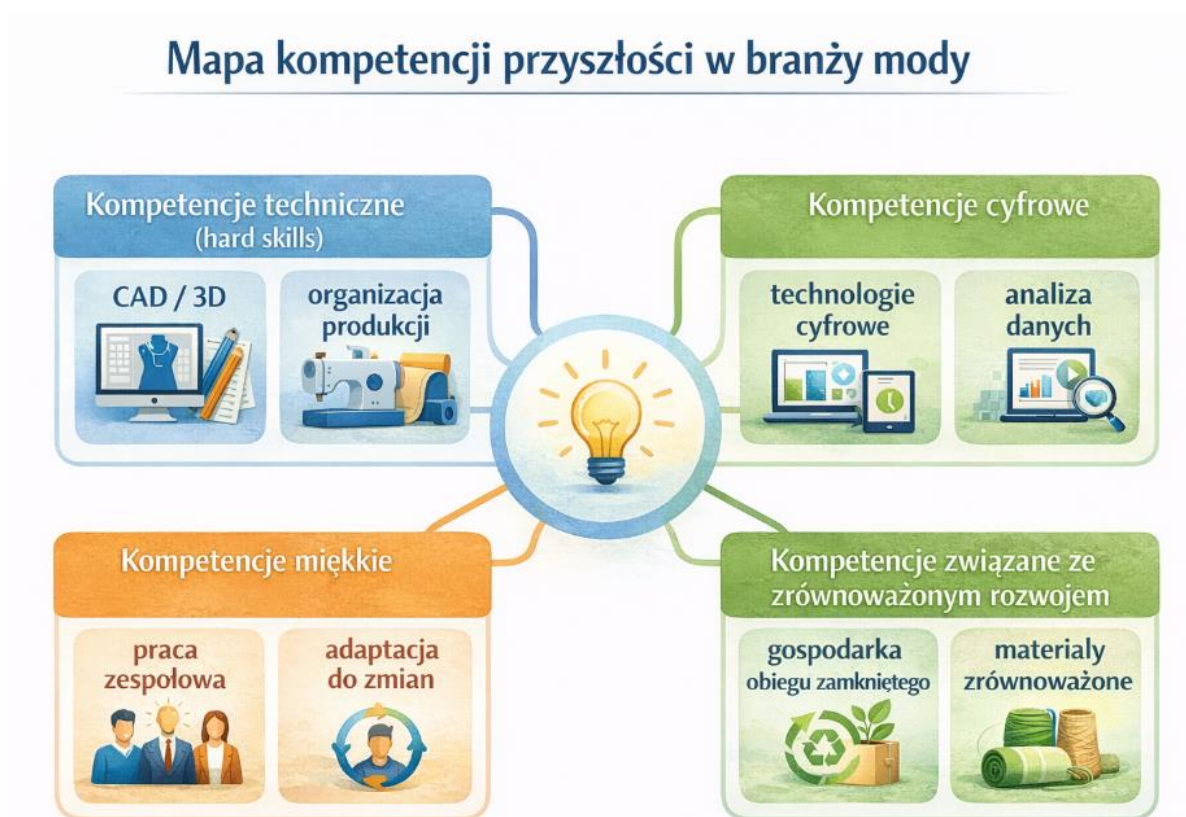 Mapa kompetencji przyszłości w branży mody
Kompetencje techniczne
(hard skills)
CAD / 3D
organizacja
produkcji
Kompetencje cyfrowe
technologie
cyfrowe
analiza
danych
Kompetencje miękkie
praca
zespołowa
adaptacja
do zmian
Kompetencje związane ze
zrównoważonym rozwojem
gospodarka
obiegu zamkniętego
materialy
zrównoważone